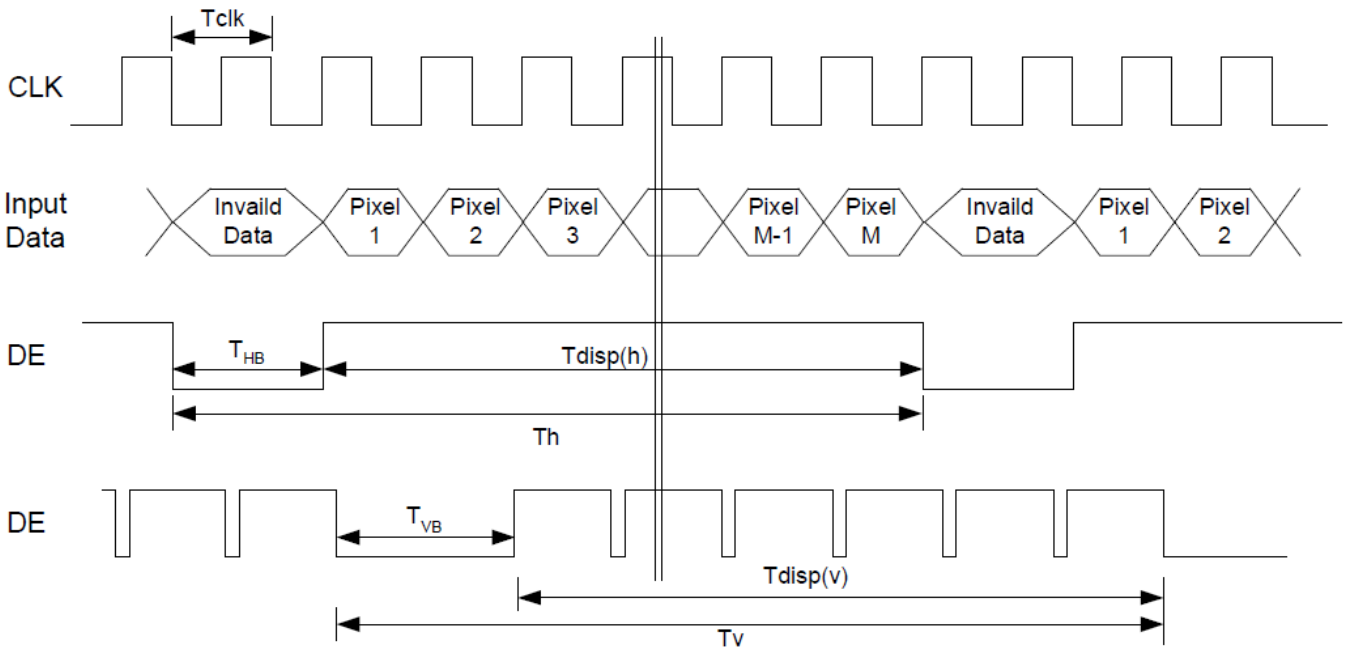 Tclk
CLK
Input
Data
Invaild
Data
Pixel
1
Pixel
2
Pixel
3
Pixel
M-1
Pixel
M
Invaild
Data
Pixel
1
Pixel
2
DE
THB
Tdisp(h)
Th
DE
TVB
Tdisp(v)
Tv